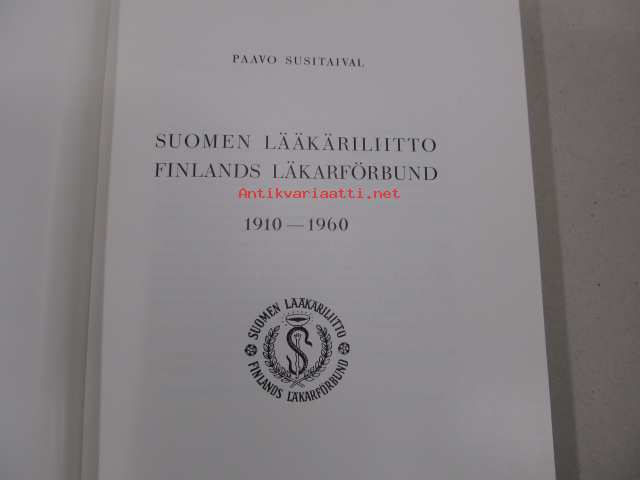 PAAVO SUSITAIVAL
SUOMEN LÄÄKÄRILIITTO
FINLANDS LÄKARFÖRBUND
Antikvariaatti.net
1910 — 1960
SUOMEN LÄÄKÄRILIITTO
FINLANDS LÄKARFÖRBUND